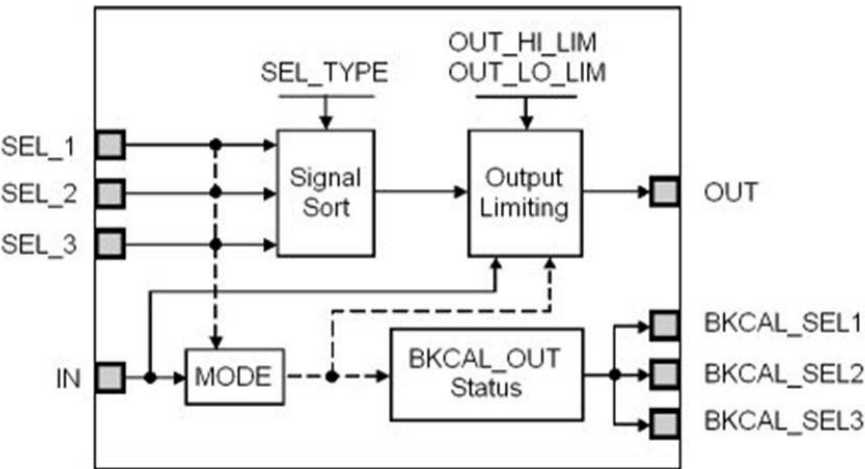 OUT_HI_LIM
SEL_TYPE
OUT_LO_LIM
SEL_1
SEL_2
SEL_3
Signal
Sort
Output
Limiting
OUT
IN
MODE
BKCAL_OUT
Status
BKCAL_SEL1
BKCAL_SEL2
BKCAL_SEL3